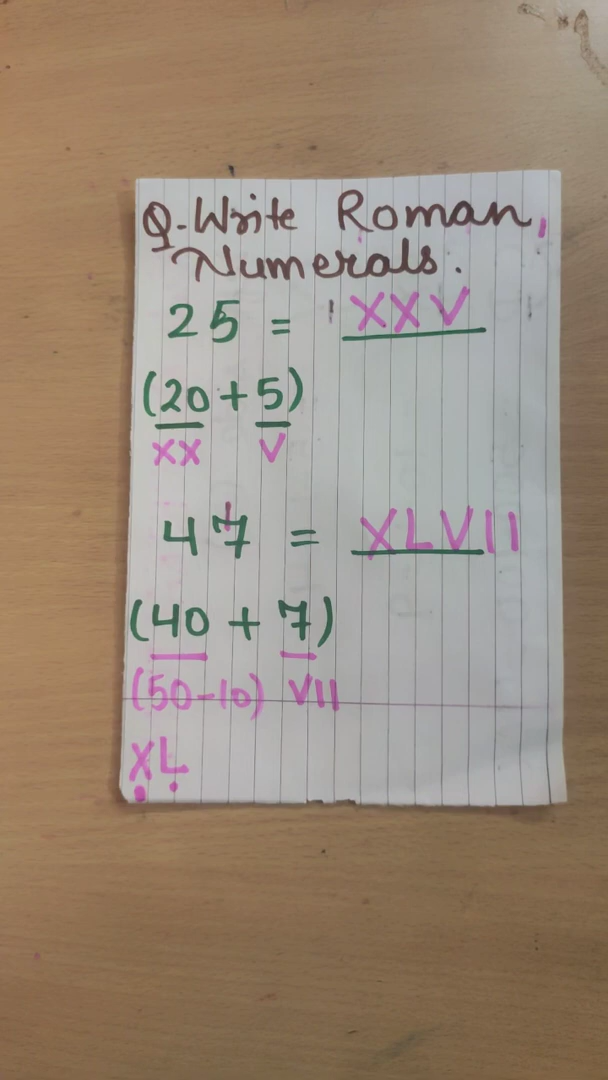 Q. Write Roman
Numerals.
25 = XXV
(20 + 5)
XX V
47 = XLVII
(40 + 7)
(50-10) VII
XL